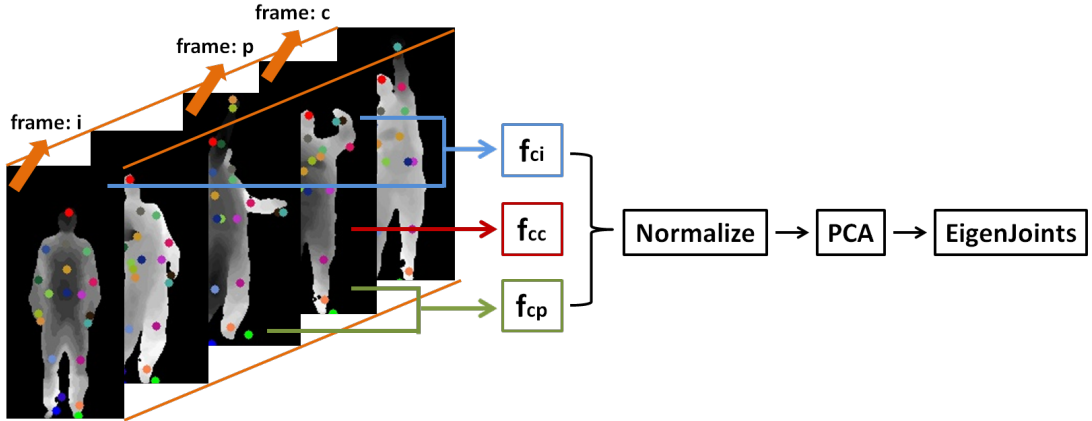 frame: c
frame: p
frame: i
fci
fcc
fcp
Normalize
PCA
EigenJoints